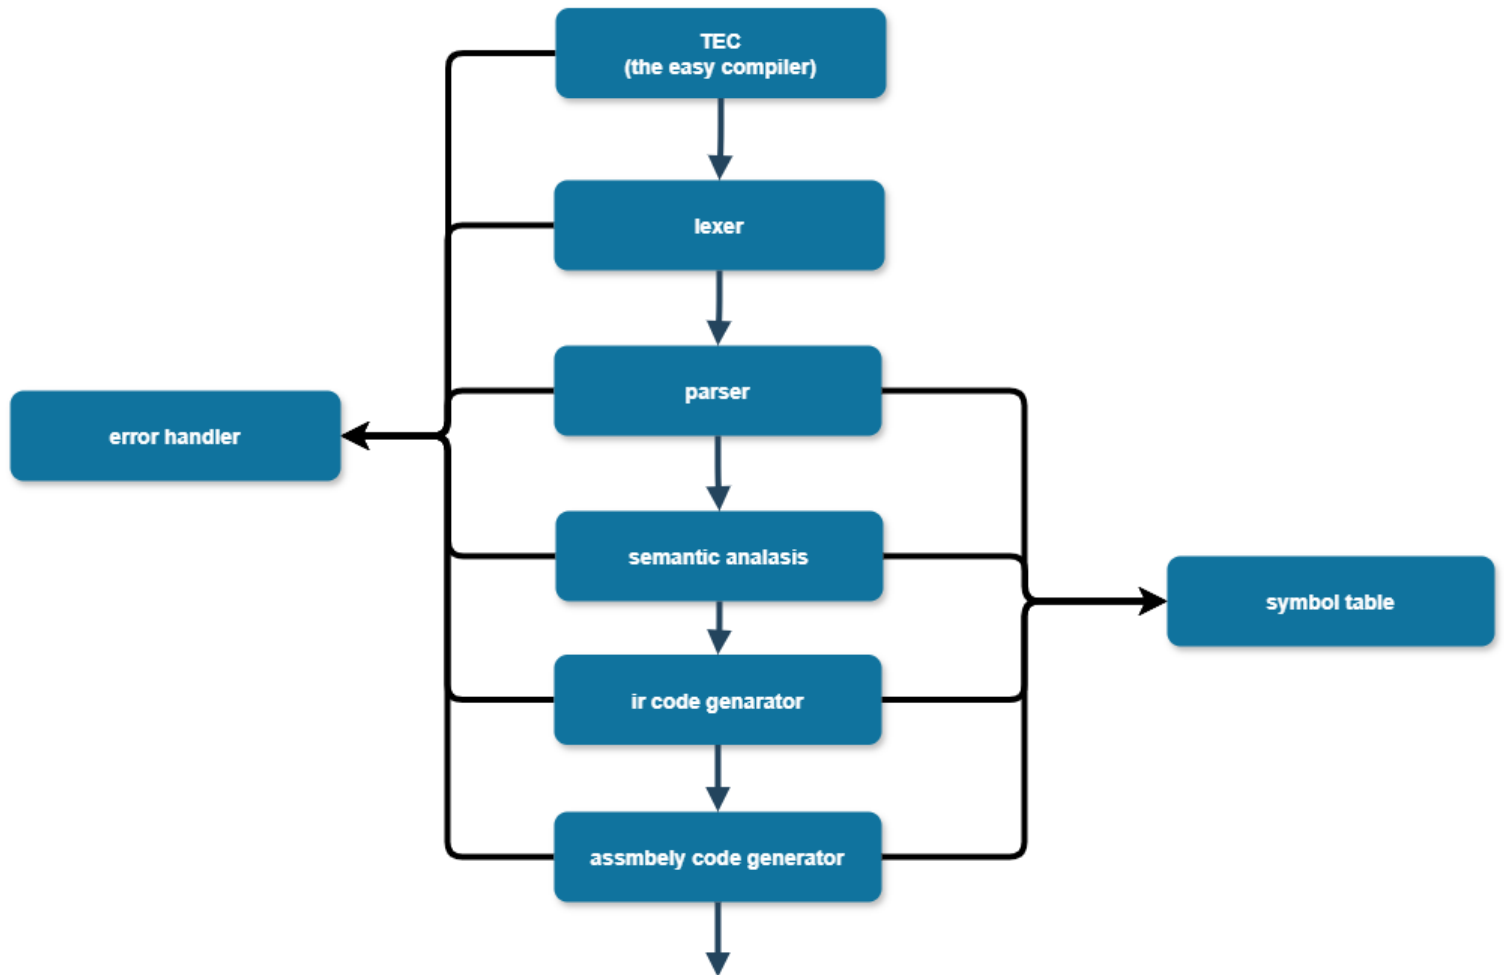 TEC
(the easy compiler)
lexer
parser
error handler
semantic analasis
symbol table
ir code genarator
assmbely code generator